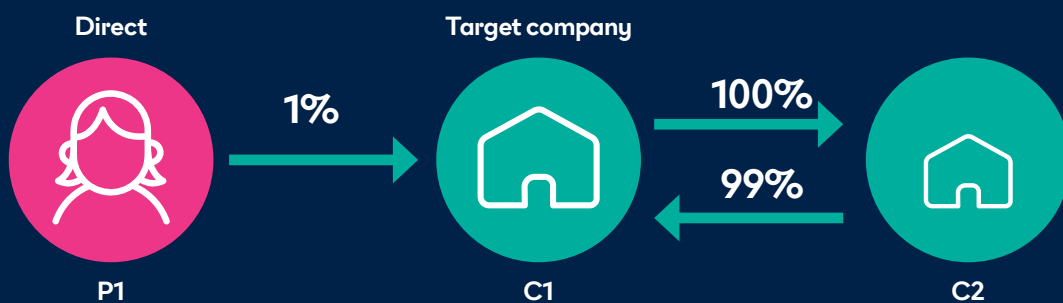 Direct
Target company
1%
100%
99%
P1
C1
C2